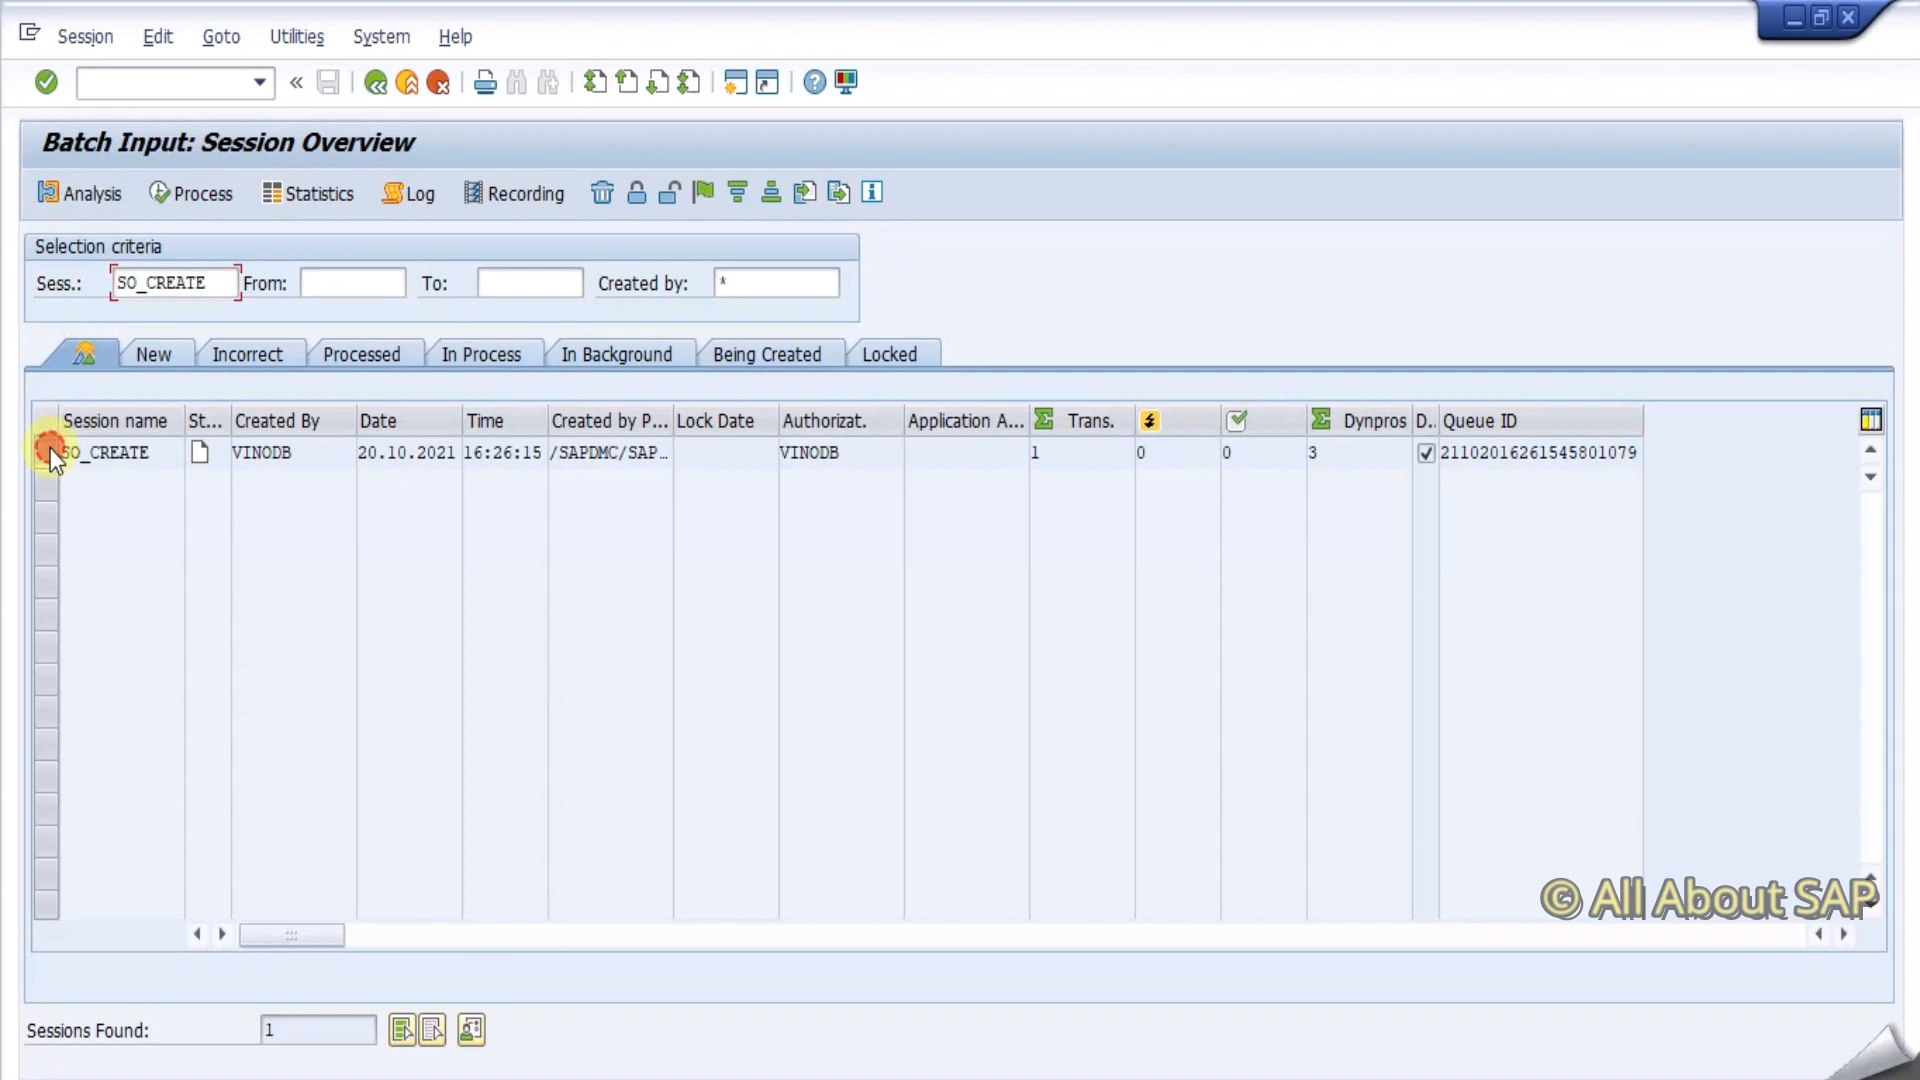 Session Edit Goto Utilities System Help
Batch Input: Session Overview
Analysis Process Statistics Log Recording
Selection criteria
Sess.: SO_CREATE From: To: Created by: *
New Incorrect Processed In Process In Background Being Created Locked
Session name St... Created By Date Time Created by P... Lock Date Authorizat. Application A... Trans. Dynpros D.. Queue ID
SO_CREATE VINODB 20.10.2021 16:26:15 /SAPDMC/SAP... VINODB 1 0 0 3 21102016261545801079
© All About SAP
Sessions Found: 1